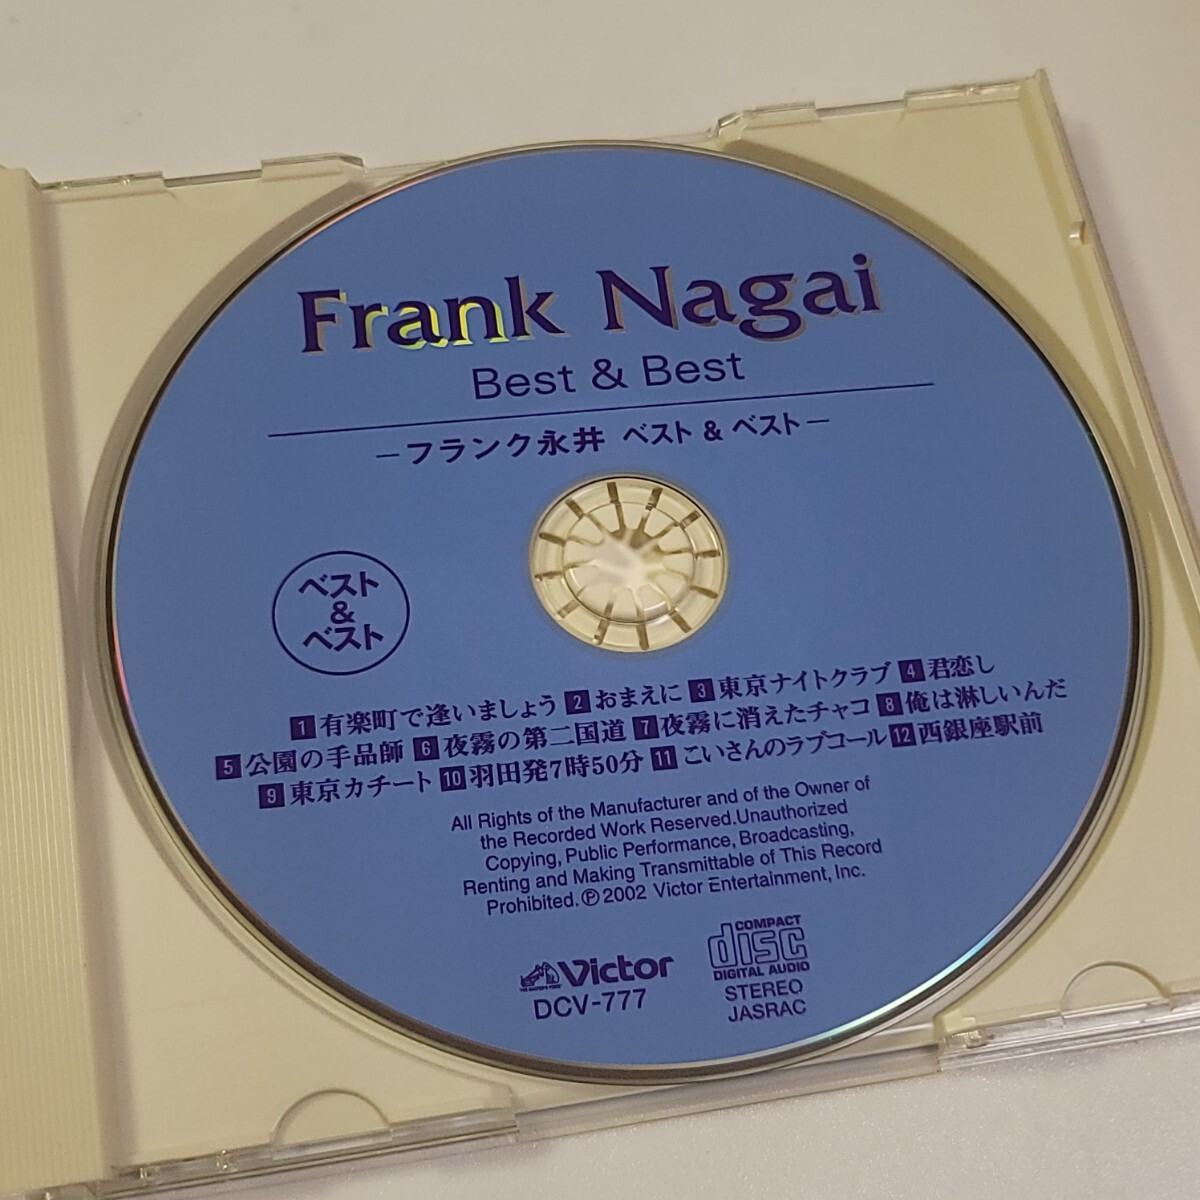 Frank Nagai
Best & Best
−フランク永井 ベスト & ベスト−
ベスト
&
ベスト
1 有楽町で逢いましょう 2 おまえに 3 東京ナイトクラブ 4 君恋し
5 公園の手品師 6 夜霧の第二国道 7 夜霧に消えたチャコ 8 俺は淋しいんだ
9 東京カチート 10 羽田発7時50分 11 こいさんのラブコール 12 西銀座駅前
All Rights of the Manufacturer and of the Owner of
the Recorded Work Reserved.Unauthorized
Copying, Public Performance, Broadcasting,
Renting and Making Transmittable of This Record
Prohibited. Ⓟ2002 Victor Entertainment, Inc.
Victor
DCV-777
COMPACT
disc
DIGITAL AUDIO
STEREO
JASRAC